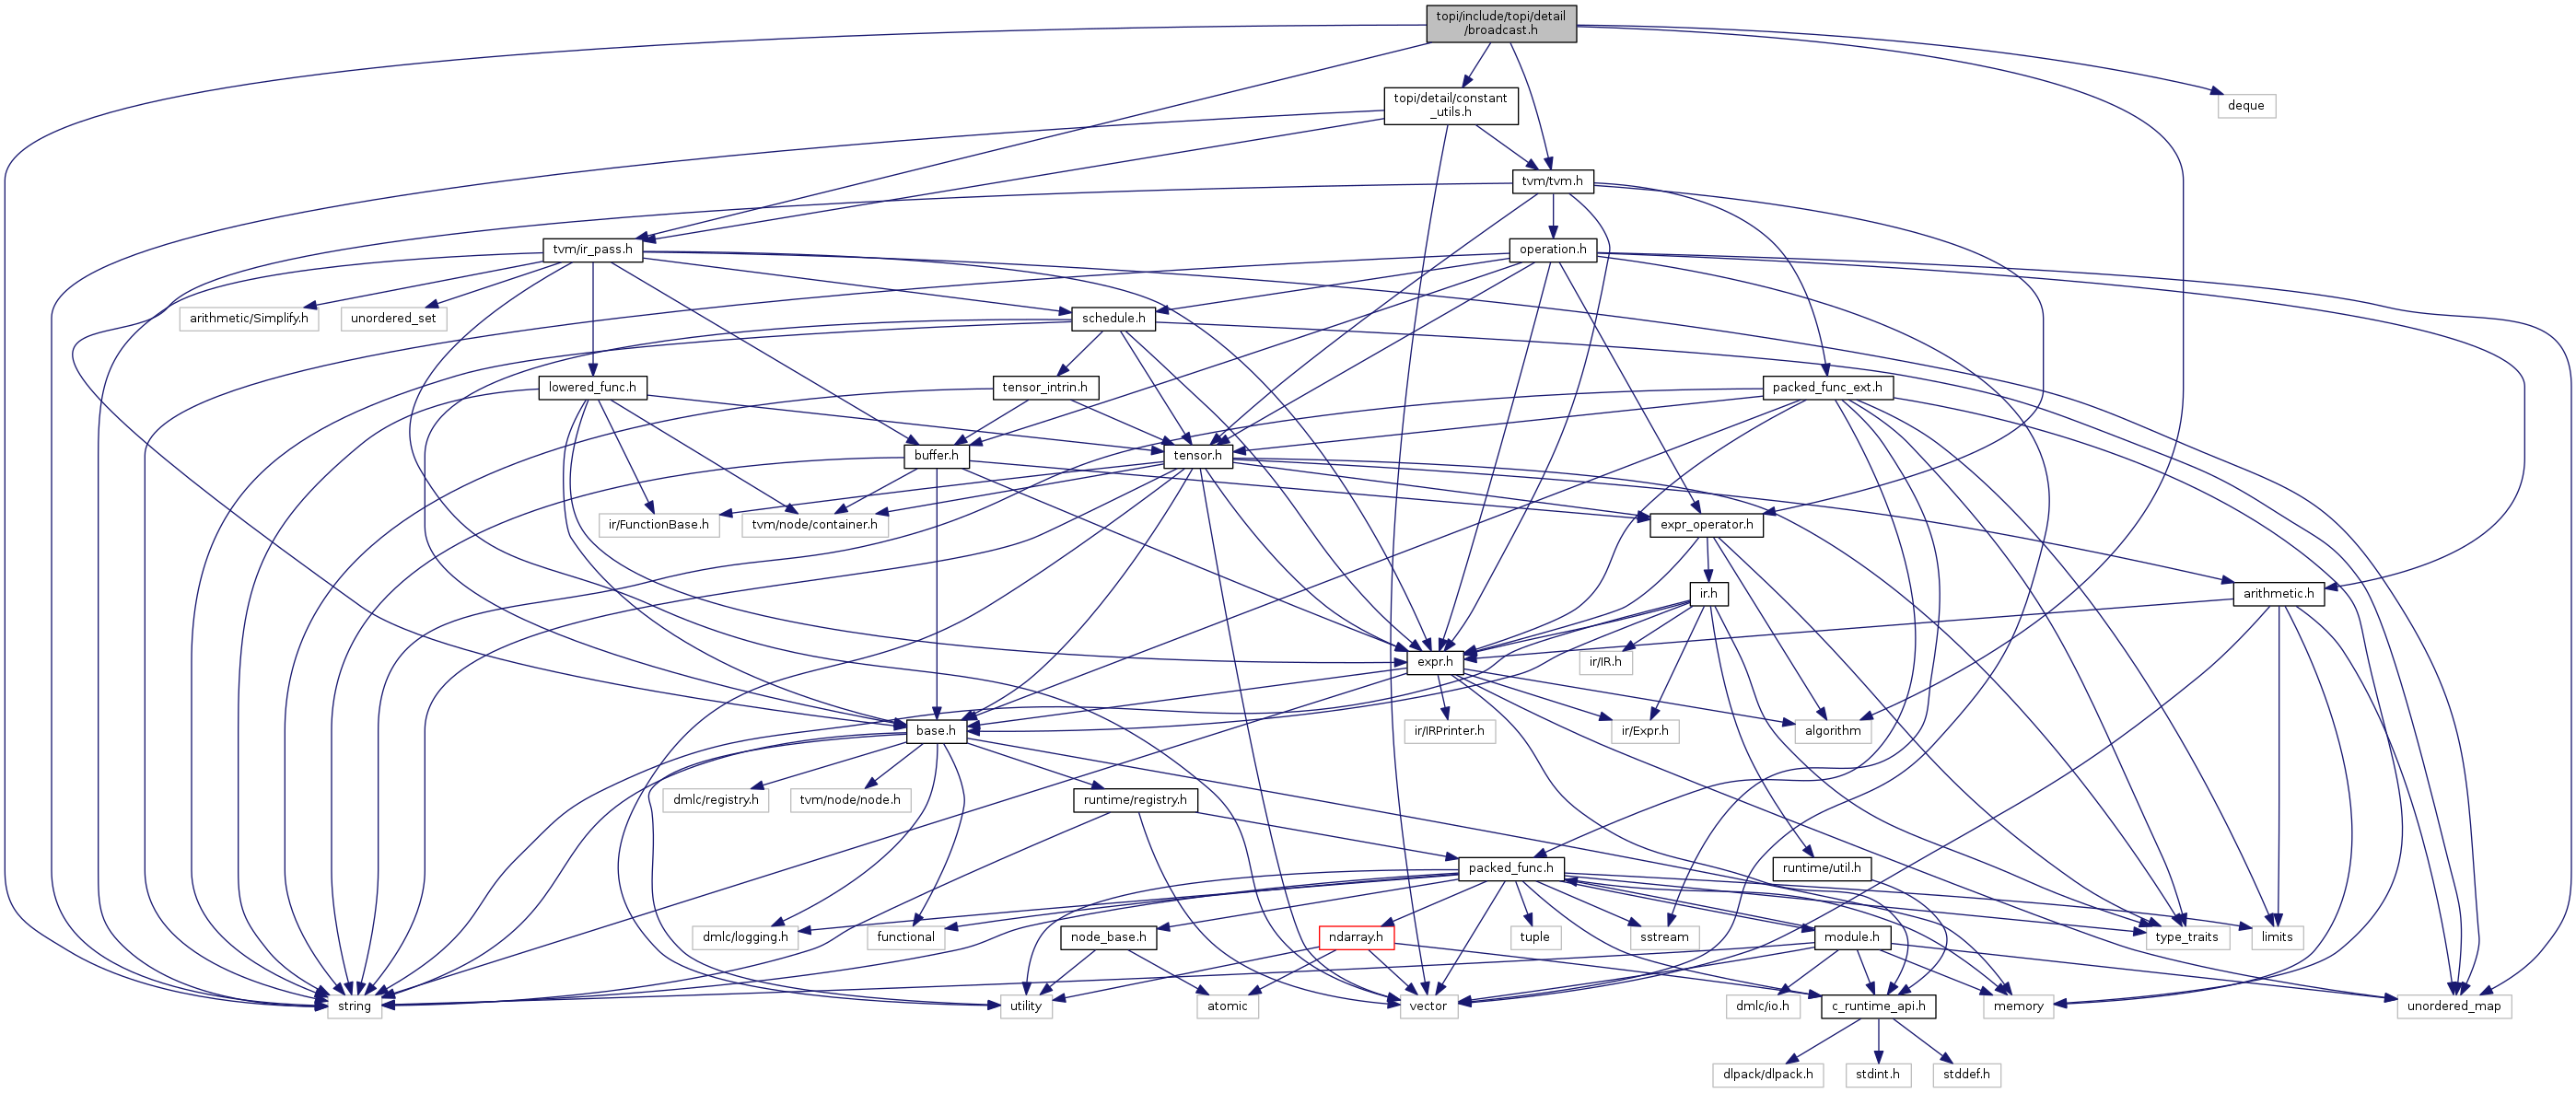 topi/include/topi/detail
/broadcast.h
topi/detail/constant
_utils.h
deque
tvm/tvm.h
tvm/ir_pass.h
operation.h
arithmetic/Simplify.h
unordered_set
schedule.h
lowered_func.h
tensor_intrin.h
packed_func_ext.h
buffer.h
tensor.h
ir/FunctionBase.h
tvm/node/container.h
expr_operator.h
ir.h
arithmetic.h
expr.h
ir/IR.h
base.h
ir/IRPrinter.h
ir/Expr.h
algorithm
dmlc/registry.h
tvm/node/node.h
runtime/registry.h
packed_func.h
runtime/util.h
dmlc/logging.h
functional
node_base.h
ndarray.h
tuple
sstream
module.h
type_traits
limits
string
utility
atomic
vector
dmlc/io.h
c_runtime_api.h
memory
unordered_map
dlpack/dlpack.h
stdint.h
stddef.h